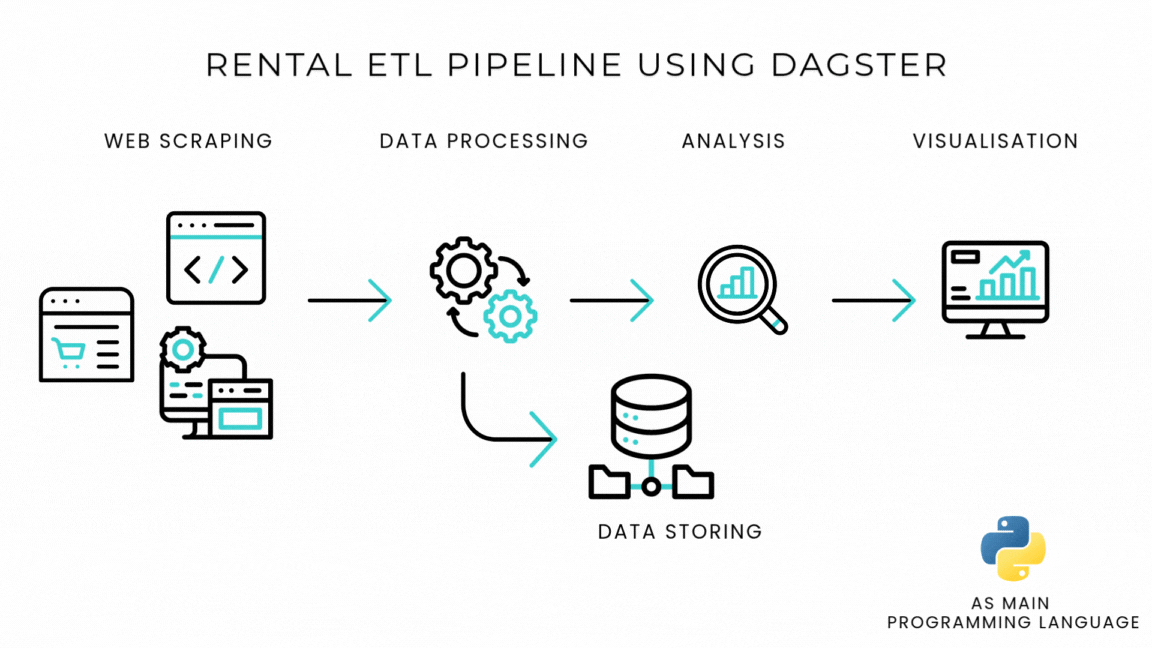 RENTAL ETL PIPELINE USING DAGSTER
WEB SCRAPING
DATA PROCESSING
ANALYSIS
VISUALISATION
DATA STORING
AS MAIN
PROGRAMMING LANGUAGE